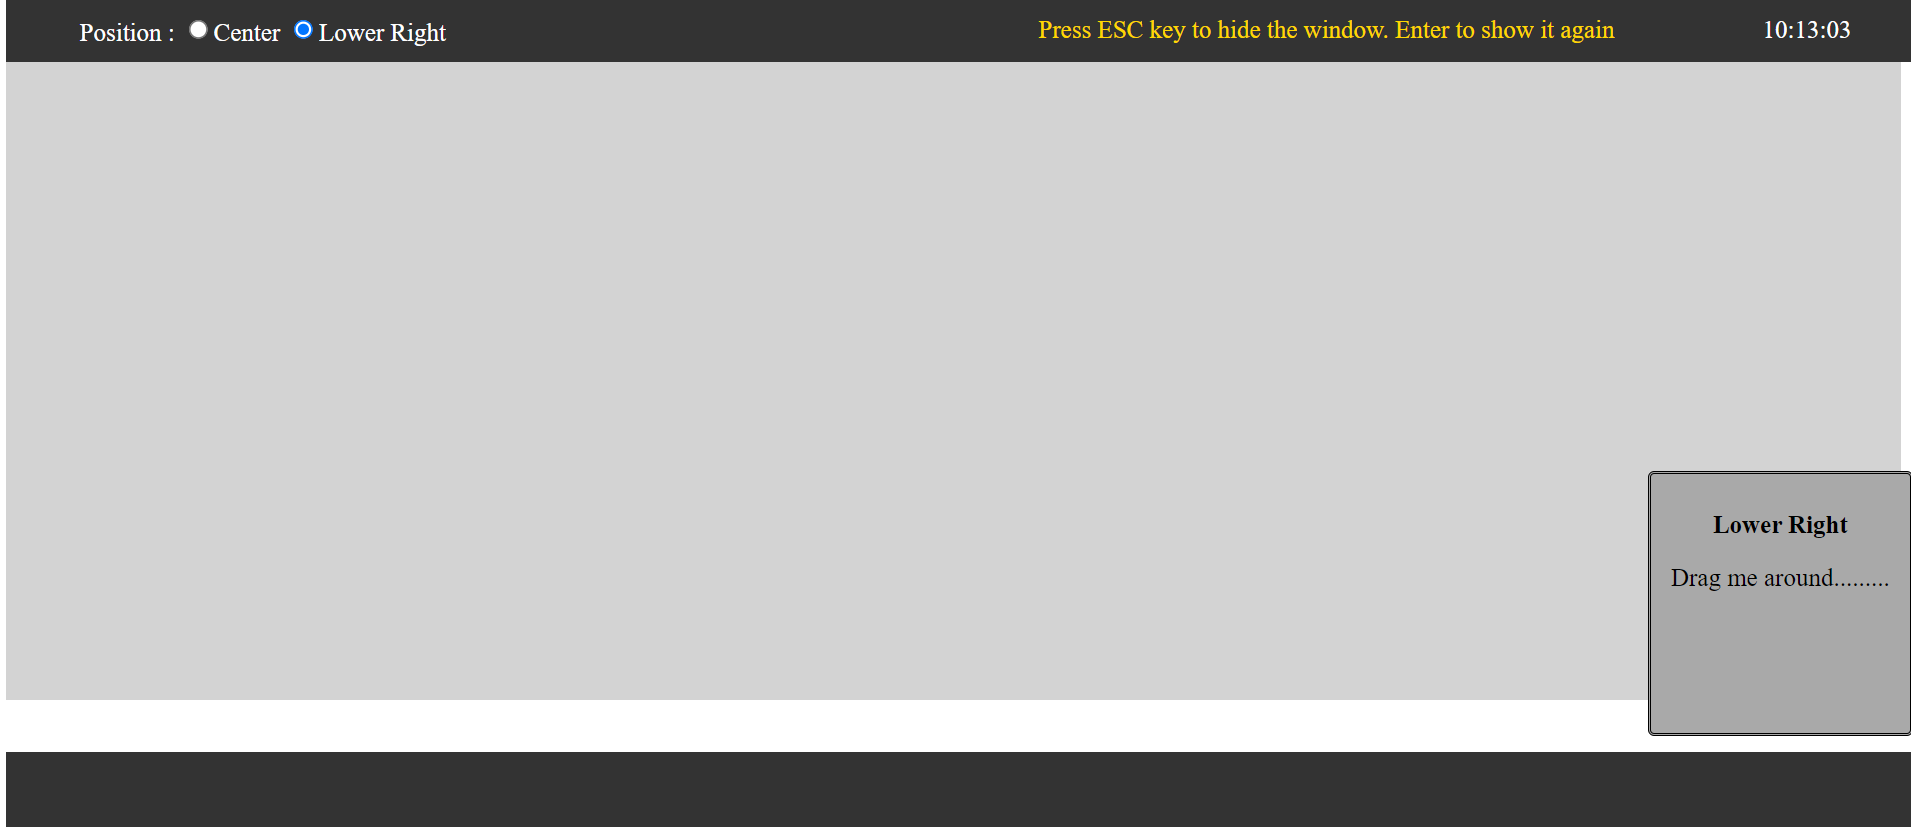 Position : Center Lower Right
Press ESC key to hide the window. Enter to show it again
10:13:03
Lower Right
Drag me around.........